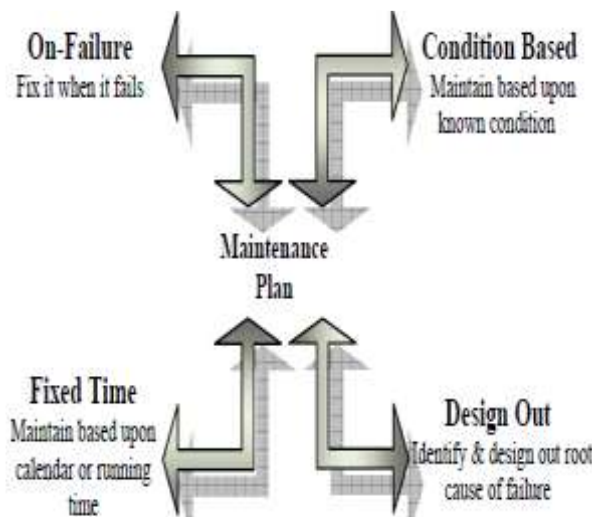 On-Failure
Fix it when it fails
Condition Based
Maintain based upon
known condition
Maintenance
Plan
Fixed Time
Maintain based upon
calendar or running
time
Design Out
Identify & design out root
cause of failure